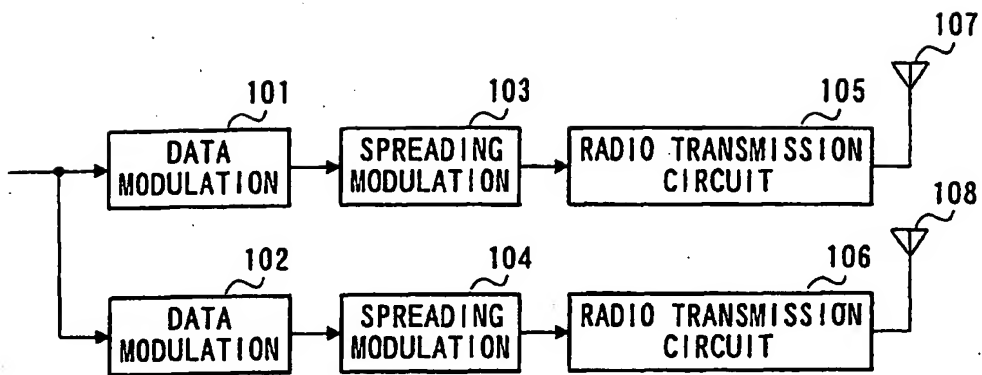 107
101
103
105
DATA
MODULATION
SPREADING
MODULATION
RADIO TRANSMISSION
CIRCUIT
108
102
104
106
DATA
MODULATION
SPREADING
MODULATION
RADIO TRANSMISSION
CIRCUIT